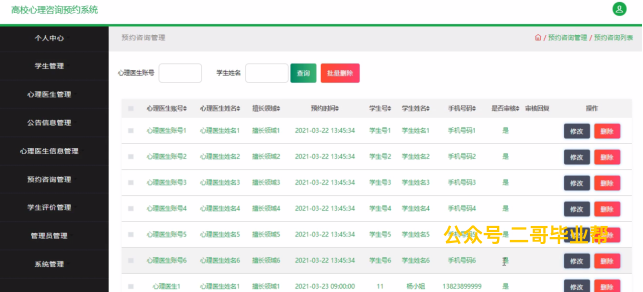 高校心理咨询预约系统
个人中心
学生管理
心理医生管理
公告信息管理
心理医生信息管理
预约咨询管理
学生评价管理
管理员管理
系统管理
预约咨询管理
/ 预约咨询管理 / 预约咨询列表
心理医生账号 学生姓名 查询 批量删除
心理医生账号 心理医生姓名 擅长领域 预约时间 学生号 学生姓名 手机号码 是否审核 审核回复 操作
心理医生账号1 心理医生姓名1 擅长领域1 2021-03-22 13:45:34 学生号1 学生姓名1 手机号码1 是 修改 删除
心理医生账号2 心理医生姓名2 擅长领域2 2021-03-22 13:45:34 学生号2 学生姓名2 手机号码2 是 修改 删除
心理医生账号3 心理医生姓名3 擅长领域3 2021-03-22 13:45:34 学生号3 学生姓名3 手机号码3 是 修改 删除
心理医生账号4 心理医生姓名4 擅长领域4 2021-03-22 13:45:34 学生号4 学生姓名4 手机号码4 是 修改 删除
心理医生账号5 心理医生姓名5 擅长领域5 2021-03-22 13:45:34 学生号5 学生姓名5 手机号码5 是 修改 删除
公众号 二哥毕业帮
心理医生账号6 心理医生姓名6 擅长领域6 2021-03-22 13:45:34 学生号6 学生姓名6 手机号码6 是 修改 删除
心理医生1 心理医生姓名1 擅长领域1 2021-03-23 09:00:00 11 杨小姐 13823899999 是 修改 删除